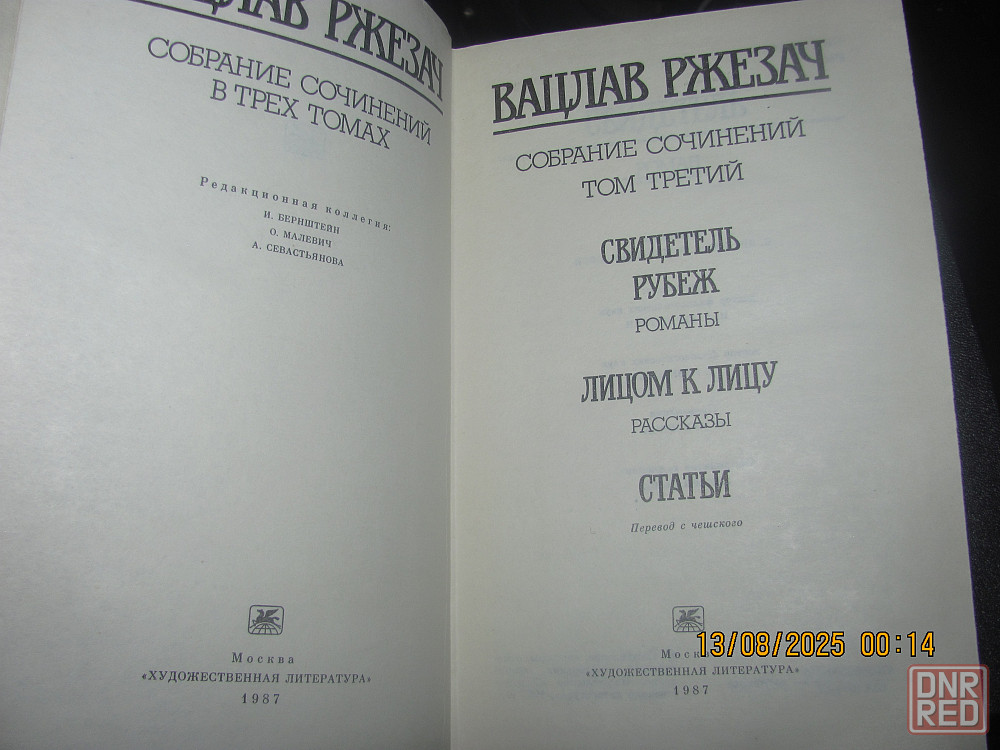 ВАЦЛАВ РЖЕЗАЧ
СОБРАНИЕ СОЧИНЕНИЙ
В ТРЕХ ТОМАХ
Редакционная коллегия:
И. БЕРНШТЕЙН
О. МАЛЕВИЧ
А. СЕВАСТЬЯНОВА
Москва
«ХУДОЖЕСТВЕННАЯ ЛИТЕРАТУРА»
1987
ВАЦЛАВ РЖЕЗАЧ
СОБРАНИЕ СОЧИНЕНИЙ
ТОМ ТРЕТИЙ
СВИДЕТЕЛЬ
РУБЕЖ
РОМАНЫ
ЛИЦОМ К ЛИЦУ
РАССКАЗЫ
СТАТЬИ
Перевод с чешского
13/08/2025 00:14
Москва
«ХУДОЖЕСТВЕННАЯ ЛИТЕРАТУРА»
1987
DNR
RED